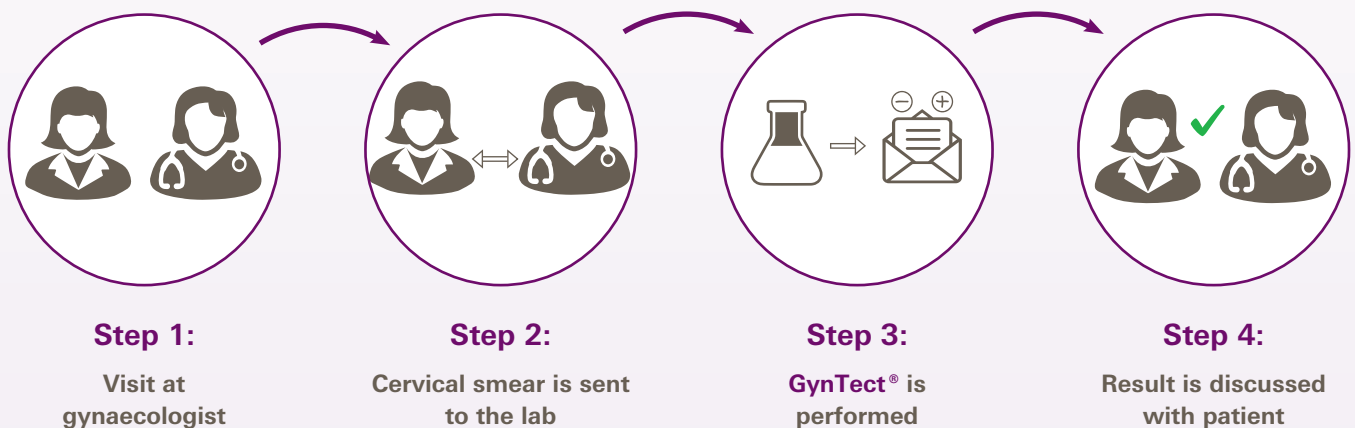 Step 1:
Visit at
gynaecologist
Step 2:
Cervical smear is sent
to the lab
Step 3:
GynTect® is
performed
Step 4:
Result is discussed
with patient